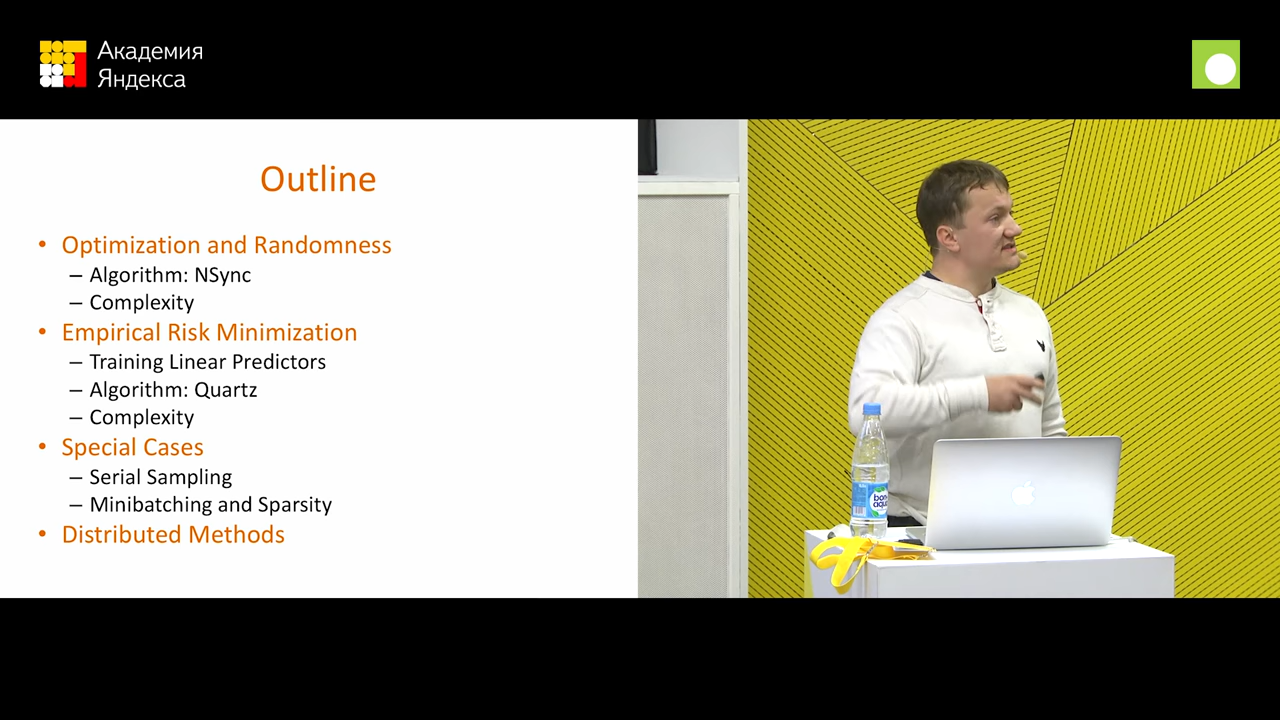 Академия
Яндекса
Outline
• Optimization and Randomness
– Algorithm: NSync
– Complexity
• Empirical Risk Minimization
– Training Linear Predictors
– Algorithm: Quartz
– Complexity
• Special Cases
– Serial Sampling
– Minibatching and Sparsity
• Distributed Methods